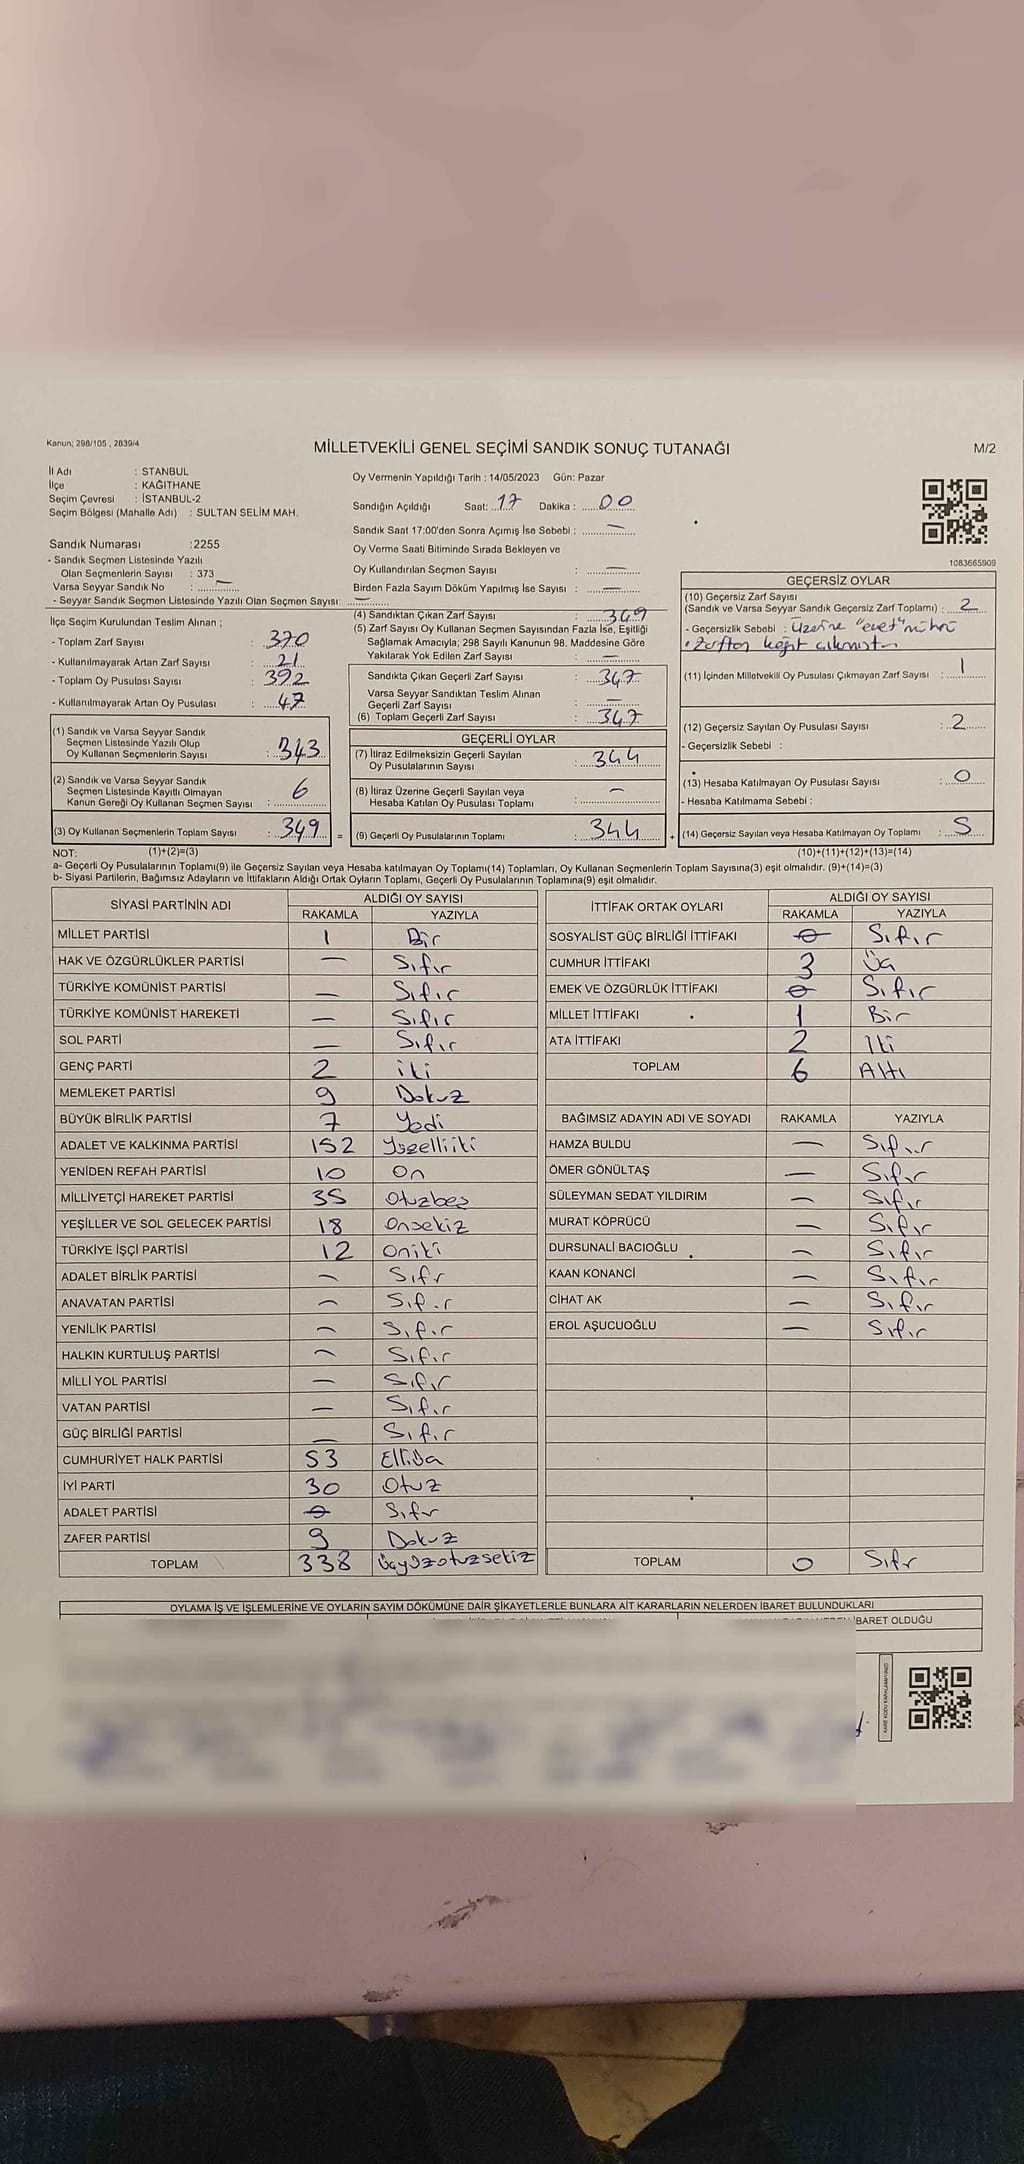 Kanun; 298/105 , 2839/4
MİLLETVEKİLİ GENEL SEÇİMİ SANDIK SONUÇ TUTANAĞI
M/2
İl Adı : STANBUL
İlçe : KAĞITHANE
Seçim Çevresi : İSTANBUL-2
Seçim Bölgesi (Mahalle Adı) : SULTAN SELİM MAH.
Sandık Numarası :2255
- Sandık Seçmen Listesinde Yazılı
Olan Seçmenlerin Sayısı : 373
Varsa Seyyar Sandık No : —
- Seyyar Sandık Seçmen Listesinde Yazılı Olan Seçmen Sayısı: —
İlçe Seçim Kurulundan Teslim Alınan ;
- Toplam Zarf Sayısı : 370
- Kullanılmayarak Artan Zarf Sayısı : 21
- Toplam Oy Pusulası Sayısı : 392
- Kullanılmayarak Artan Oy Pusulası : 47
(1) Sandık ve Varsa Seyyar Sandık
Seçmen Listesinde Yazılı Olup
Oy Kullanan Seçmenlerin Sayısı : 343
(2) Sandık ve Varsa Seyyar Sandık
Seçmen Listesinde Kayıtlı Olmayan
Kanun Gereği Oy Kullanan Seçmen Sayısı : 6
(3) Oy Kullanan Seçmenlerin Toplam Sayısı : 349 =
Oy Vermenin Yapıldığı Tarih : 14/05/2023 Gün: Pazar
Sandığın Açıldığı Saat: 17 Dakika : 00
Sandık Saat 17:00'den Sonra Açımış İse Sebebi : —
Oy Verme Saati Bitiminde Sırada Bekleyen ve
Oy Kullandırılan Seçmen Sayısı : —
Birden Fazla Sayım Döküm Yapılmış İse Sayısı : —
(4) Sandıktan Çıkan Zarf Sayısı : 349
(5) Zarf Sayısı Oy Kullanan Seçmen Sayısından Fazla İse, Eşitliği
Sağlamak Amacıyla; 298 Sayılı Kanunun 98. Maddesine Göre
Yakılarak Yok Edilen Zarf Sayısı : —
Sandıkta Çıkan Geçerli Zarf Sayısı : 347
Varsa Seyyar Sandıktan Teslim Alınan
Geçerli Zarf Sayısı : —
(6) Toplam Geçerli Zarf Sayısı : 347
GEÇERLİ OYLAR
(7) İtiraz Edilmeksizin Geçerli Sayılan
Oy Pusulalarının Sayısı : 344
(8) İtiraz Üzerine Geçerli Sayılan veya
Hesaba Katılan Oy Pusulası Toplamı : —
(9) Geçerli Oy Pusulalarının Toplamı : 344 +
1083665909
GEÇERSİZ OYLAR
(10) Geçersiz Zarf Sayısı
(Sandık ve Varsa Seyyar Sandık Geçersiz Zarf Toplamı) : 2
- Geçersizlik Sebebi : üzerine "evet" mührü
• Zarftan kağıt çıkmıştır
(11) İçinden Milletvekili Oy Pusulası Çıkmayan Zarf Sayısı : 1
(12) Geçersiz Sayılan Oy Pusulası Sayısı : 2
- Geçersizlik Sebebi :
(13) Hesaba Katılmayan Oy Pusulası Sayısı : 0
- Hesaba Katılmama Sebebi :
(14) Geçersiz Sayılan veya Hesaba Katılmayan Oy Toplamı : 5
NOT: (1)+(2)=(3) (10)+(11)+(12)+(13)=(14)
a- Geçerli Oy Pusulalarının Toplamı(9) ile Geçersiz Sayılan veya Hesaba katılmayan Oy Toplamı(14) Toplamları, Oy Kullanan Seçmenlerin Toplam Sayısına(3) eşit olmalıdır. (9)+(14)=(3)
b- Siyasi Partilerin, Bağımsız Adayların ve İttifakların Aldığı Ortak Oyların Toplamı, Geçerli Oy Pusulalarının Toplamına(9) eşit olmalıdır.
SİYASİ PARTİNİN ADI ALDIĞI OY SAYISI
RAKAMLA YAZIYLA
MİLLET PARTİSİ 1 Bir
HAK VE ÖZGÜRLÜKLER PARTİSİ — Sıfır
TÜRKİYE KOMÜNİST PARTİSİ — Sıfır
TÜRKİYE KOMÜNİST HAREKETİ — Sıfır
SOL PARTİ — Sıfır
GENÇ PARTİ 2 iki
MEMLEKET PARTİSİ 9 Dokuz
BÜYÜK BİRLİK PARTİSİ 7 Yedi
ADALET VE KALKINMA PARTİSİ 152 Yüzelliiki
YENİDEN REFAH PARTİSİ 10 On
MİLLİYETÇİ HAREKET PARTİSİ 35 Otuzbeş
YEŞİLLER VE SOL GELECEK PARTİSİ 18 Onsekiz
TÜRKİYE İŞÇİ PARTİSİ 12 Oniki
ADALET BİRLİK PARTİSİ — Sıfır
ANAVATAN PARTİSİ — Sıfır
YENİLİK PARTİSİ — Sıfır
HALKIN KURTULUŞ PARTİSİ — Sıfır
MİLLİ YOL PARTİSİ — Sıfır
VATAN PARTİSİ — Sıfır
GÜÇ BİRLİĞİ PARTİSİ — Sıfır
CUMHURİYET HALK PARTİSİ 53 Elliüç
İYİ PARTİ 30 Otuz
ADALET PARTİSİ 0 Sıfır
ZAFER PARTİSİ 9 Dokuz
TOPLAM 338 Üçyüzotuzsekiz
İTTİFAK ORTAK OYLARI ALDIĞI OY SAYISI
RAKAMLA YAZIYLA
SOSYALİST GÜÇ BİRLİĞİ İTTİFAKI 0 Sıfır
CUMHUR İTTİFAKI 3 Üç
EMEK VE ÖZGÜRLÜK İTTİFAKI 0 Sıfır
MİLLET İTTİFAKI 1 Bir
ATA İTTİFAKI 2 İki
TOPLAM 6 Altı
BAĞIMSIZ ADAYIN ADI VE SOYADI RAKAMLA YAZIYLA
HAMZA BULDU — Sıfır
ÖMER GÖNÜLTAŞ — Sıfır
SÜLEYMAN SEDAT YILDIRIM — Sıfır
MURAT KÖPRÜCÜ — Sıfır
DURSUNALİ BACIOĞLU — Sıfır
KAAN KONANCİ — Sıfır
CİHAT AK — Sıfır
EROL AŞUCUOĞLU — Sıfır
TOPLAM 0 Sıfır
OYLAMA İŞ VE İŞLEMLERİNE VE OYLARIN SAYIM DÖKÜMÜNE DAİR ŞİKAYETLERLE BUNLARA AİT KARARLARIN NELERDEN İBARET BULUNDUKLARI
İBARET OLDUĞU
KARE KODU KARALAMAYINIZ